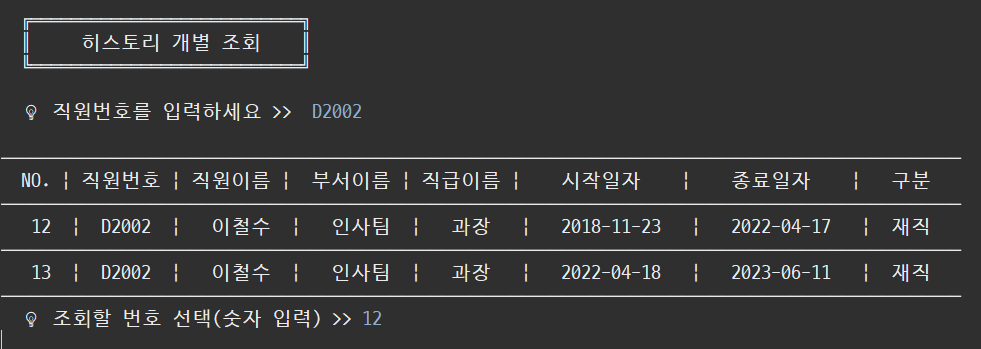 히스토리 개별 조회
💡 직원번호를 입력하세요 >> D2002
NO. ¦ 직원번호 ¦ 직원이름 ¦ 부서이름 ¦ 직급이름 ¦ 시작일자 ¦ 종료일자 ¦ 구분
12 ¦ D2002 ¦ 이철수 ¦ 인사팀 ¦ 과장 ¦ 2018-11-23 ¦ 2022-04-17 ¦ 재직
13 ¦ D2002 ¦ 이철수 ¦ 인사팀 ¦ 과장 ¦ 2022-04-18 ¦ 2023-06-11 ¦ 재직
💡 조회할 번호 선택(숫자 입력) >> 12